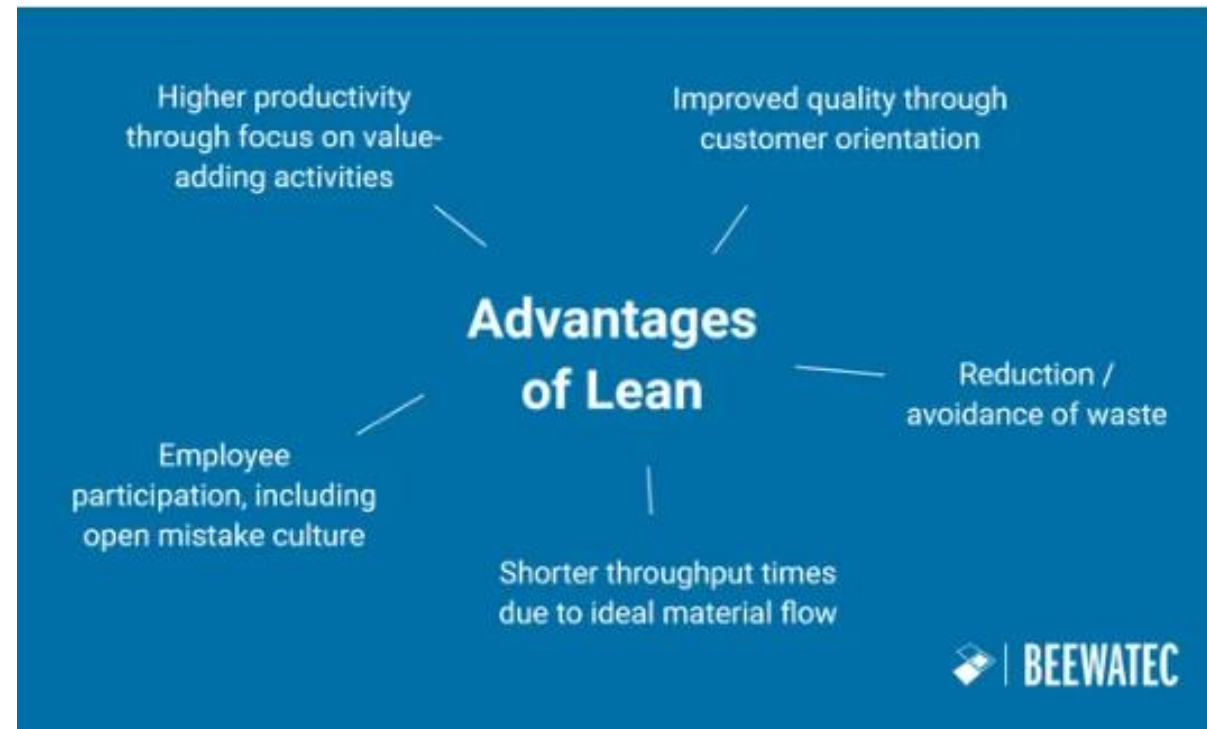 Higher productivity
through focus on value-
adding activities
Improved quality through
customer orientation
Advantages
of Lean
Reduction /
avoidance of waste
Employee
participation, including
open mistake culture
Shorter throughput times
due to ideal material flow
BEEWATEC